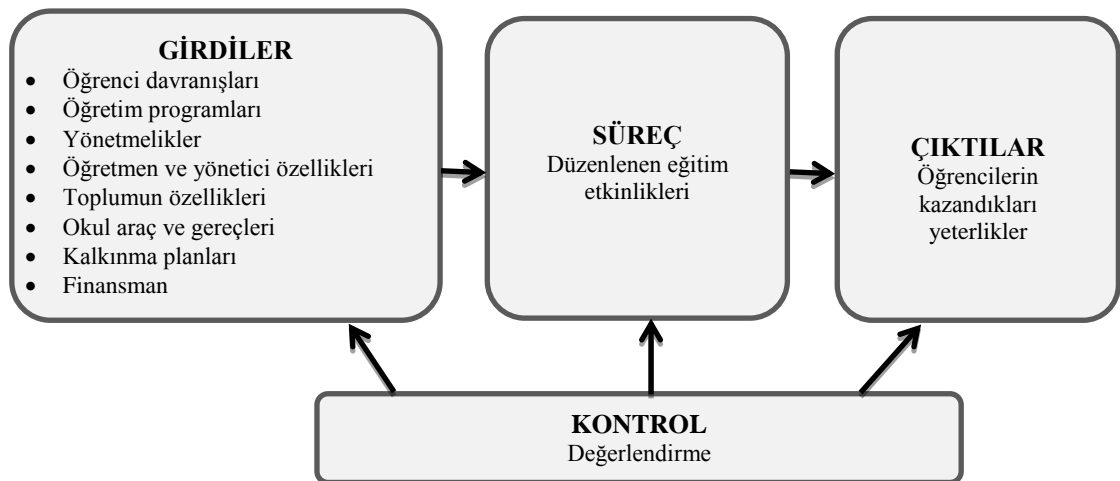 GİRDİLER
• Öğrenci davranışları
• Öğretim programları
• Yönetmelikler
• Öğretmen ve yönetici özellikleri
• Toplumun özellikleri
• Okul araç ve gereçleri
• Kalkınma planları
• Finansman
SÜREÇ
Düzenlenen eğitim
etkinlikleri
ÇIKTILAR
Öğrencilerin
kazandıkları
yeterlikler
KONTROL
Değerlendirme